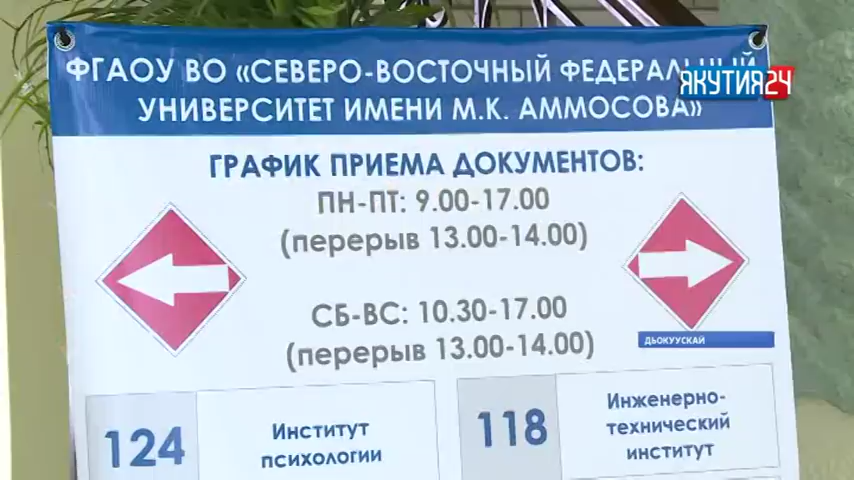 ФГАОУ ВО «СЕВЕРО-ВОСТОЧНЫЙ ФЕДЕРАЛЬНЫЙ
ЯКУТИЯ24
УНИВЕРСИТЕТ ИМЕНИ М.К. АММОСОВА»
ГРАФИК ПРИЕМА ДОКУМЕНТОВ:
ПН-ПТ: 9.00-17.00
(перерыв 13.00-14.00)
СБ-ВС: 10.30-17.00
(перерыв 13.00-14.00)
ДЬОКУУСКАЙ
124
Институт
психологии
118
Инженерно-
технический
институт